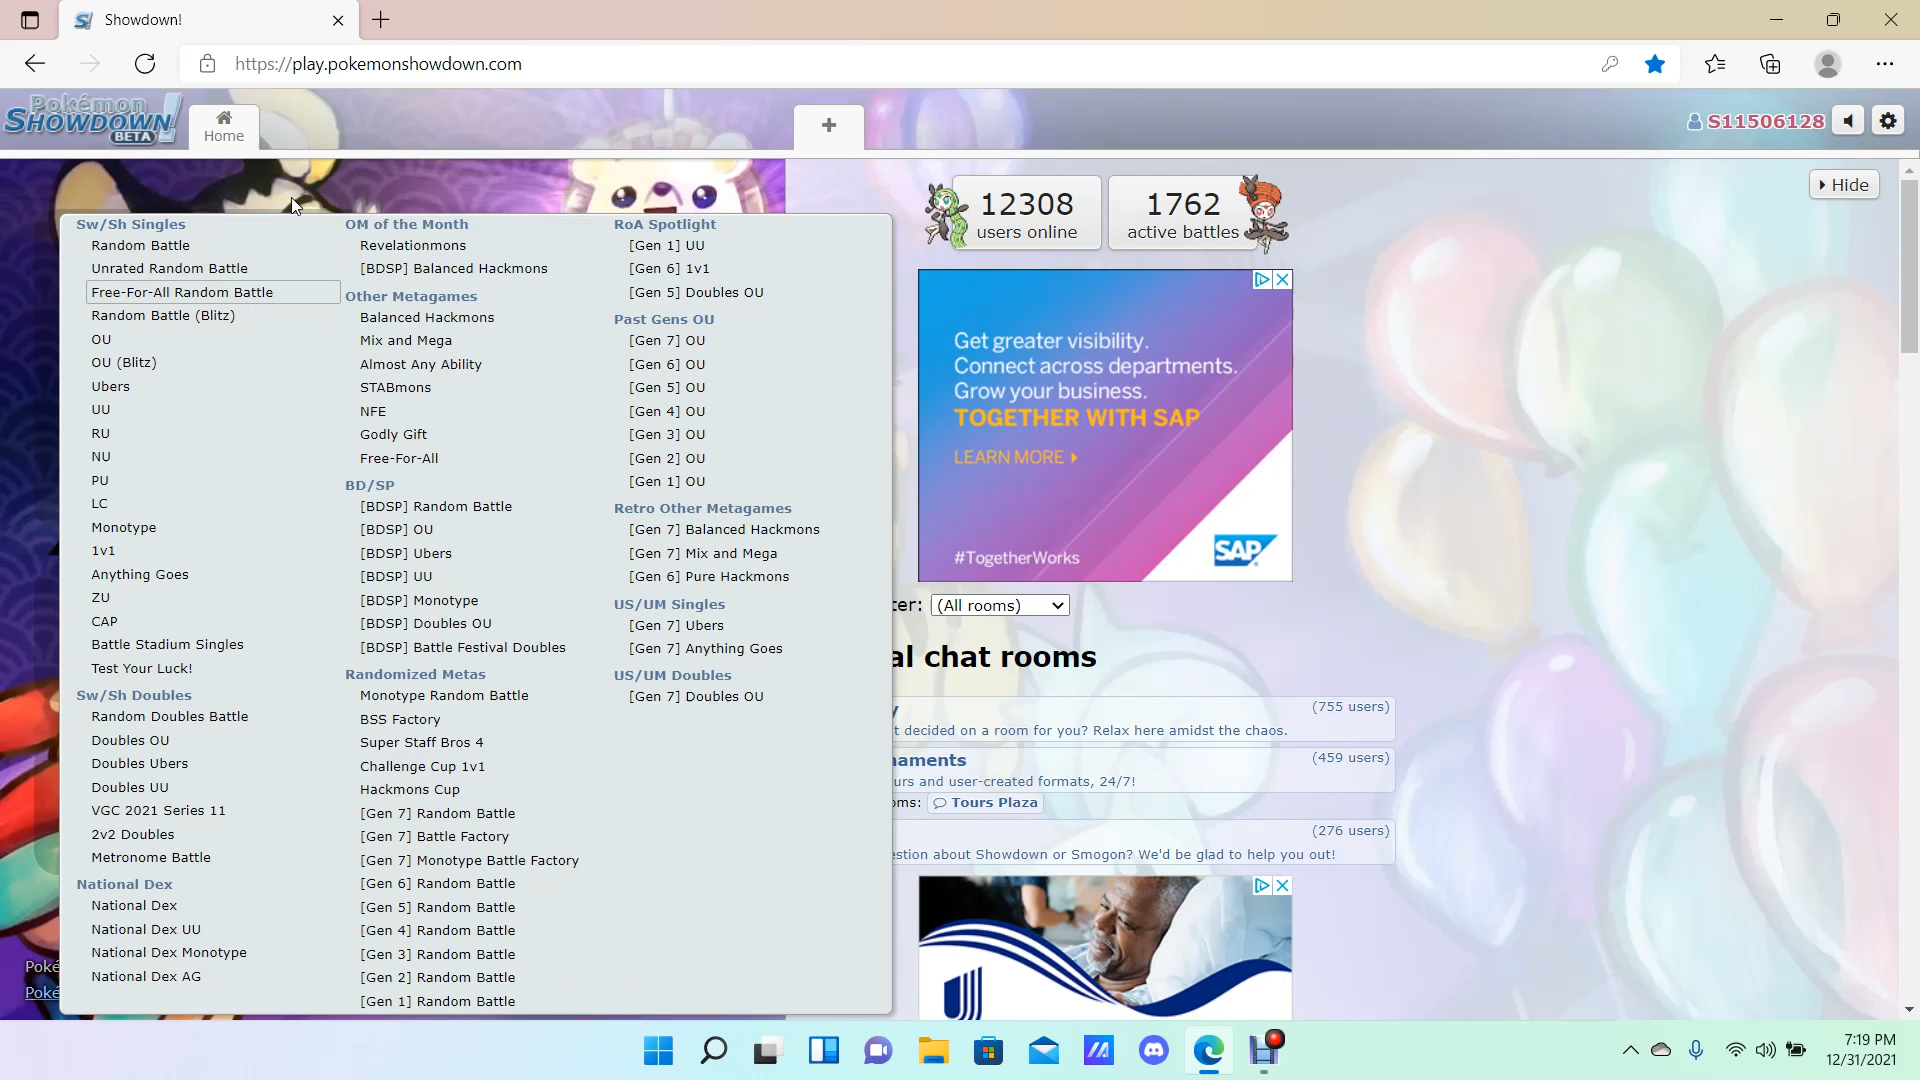 Showdown!
https://play.pokemonshowdown.com
Pokémon
SHOWDOWN!
BETA
Home
S11506128
Hide
12308
users online
1762
active battles
Sw/Sh Singles
Random Battle
Unrated Random Battle
Free-For-All Random Battle
Random Battle (Blitz)
OU
OU (Blitz)
Ubers
UU
RU
NU
PU
LC
Monotype
1v1
Anything Goes
ZU
CAP
Battle Stadium Singles
Test Your Luck!
Sw/Sh Doubles
Random Doubles Battle
Doubles OU
Doubles Ubers
Doubles UU
VGC 2021 Series 11
2v2 Doubles
Metronome Battle
National Dex
National Dex
National Dex UU
National Dex Monotype
National Dex AG
OM of the Month
Revelationmons
[BDSP] Balanced Hackmons
Other Metagames
Balanced Hackmons
Mix and Mega
Almost Any Ability
STABmons
NFE
Godly Gift
Free-For-All
BD/SP
[BDSP] Random Battle
[BDSP] OU
[BDSP] Ubers
[BDSP] UU
[BDSP] Monotype
[BDSP] Doubles OU
[BDSP] Battle Festival Doubles
Randomized Metas
Monotype Random Battle
BSS Factory
Super Staff Bros 4
Challenge Cup 1v1
Hackmons Cup
[Gen 7] Random Battle
[Gen 7] Battle Factory
[Gen 7] Monotype Battle Factory
[Gen 6] Random Battle
[Gen 5] Random Battle
[Gen 4] Random Battle
[Gen 3] Random Battle
[Gen 2] Random Battle
[Gen 1] Random Battle
RoA Spotlight
[Gen 1] UU
[Gen 6] 1v1
[Gen 5] Doubles OU
Past Gens OU
[Gen 7] OU
[Gen 6] OU
[Gen 5] OU
[Gen 4] OU
[Gen 3] OU
[Gen 2] OU
[Gen 1] OU
Retro Other Metagames
[Gen 7] Balanced Hackmons
[Gen 7] Mix and Mega
[Gen 6] Pure Hackmons
US/UM Singles
[Gen 7] Ubers
[Gen 7] Anything Goes
US/UM Doubles
[Gen 7] Doubles OU
Poké
Poké
Get greater visibility.
Connect across departments.
Grow your business.
TOGETHER WITH SAP
LEARN MORE
#TogetherWorks
SAP
ter: (All rooms)
al chat rooms
y (755 users)
t decided on a room for you? Relax here amidst the chaos.
naments (459 users)
urs and user-created formats, 24/7!
oms: Tours Plaza
(276 users)
estion about Showdown or Smogon? We'd be glad to help you out!
7:19 PM
12/31/2021